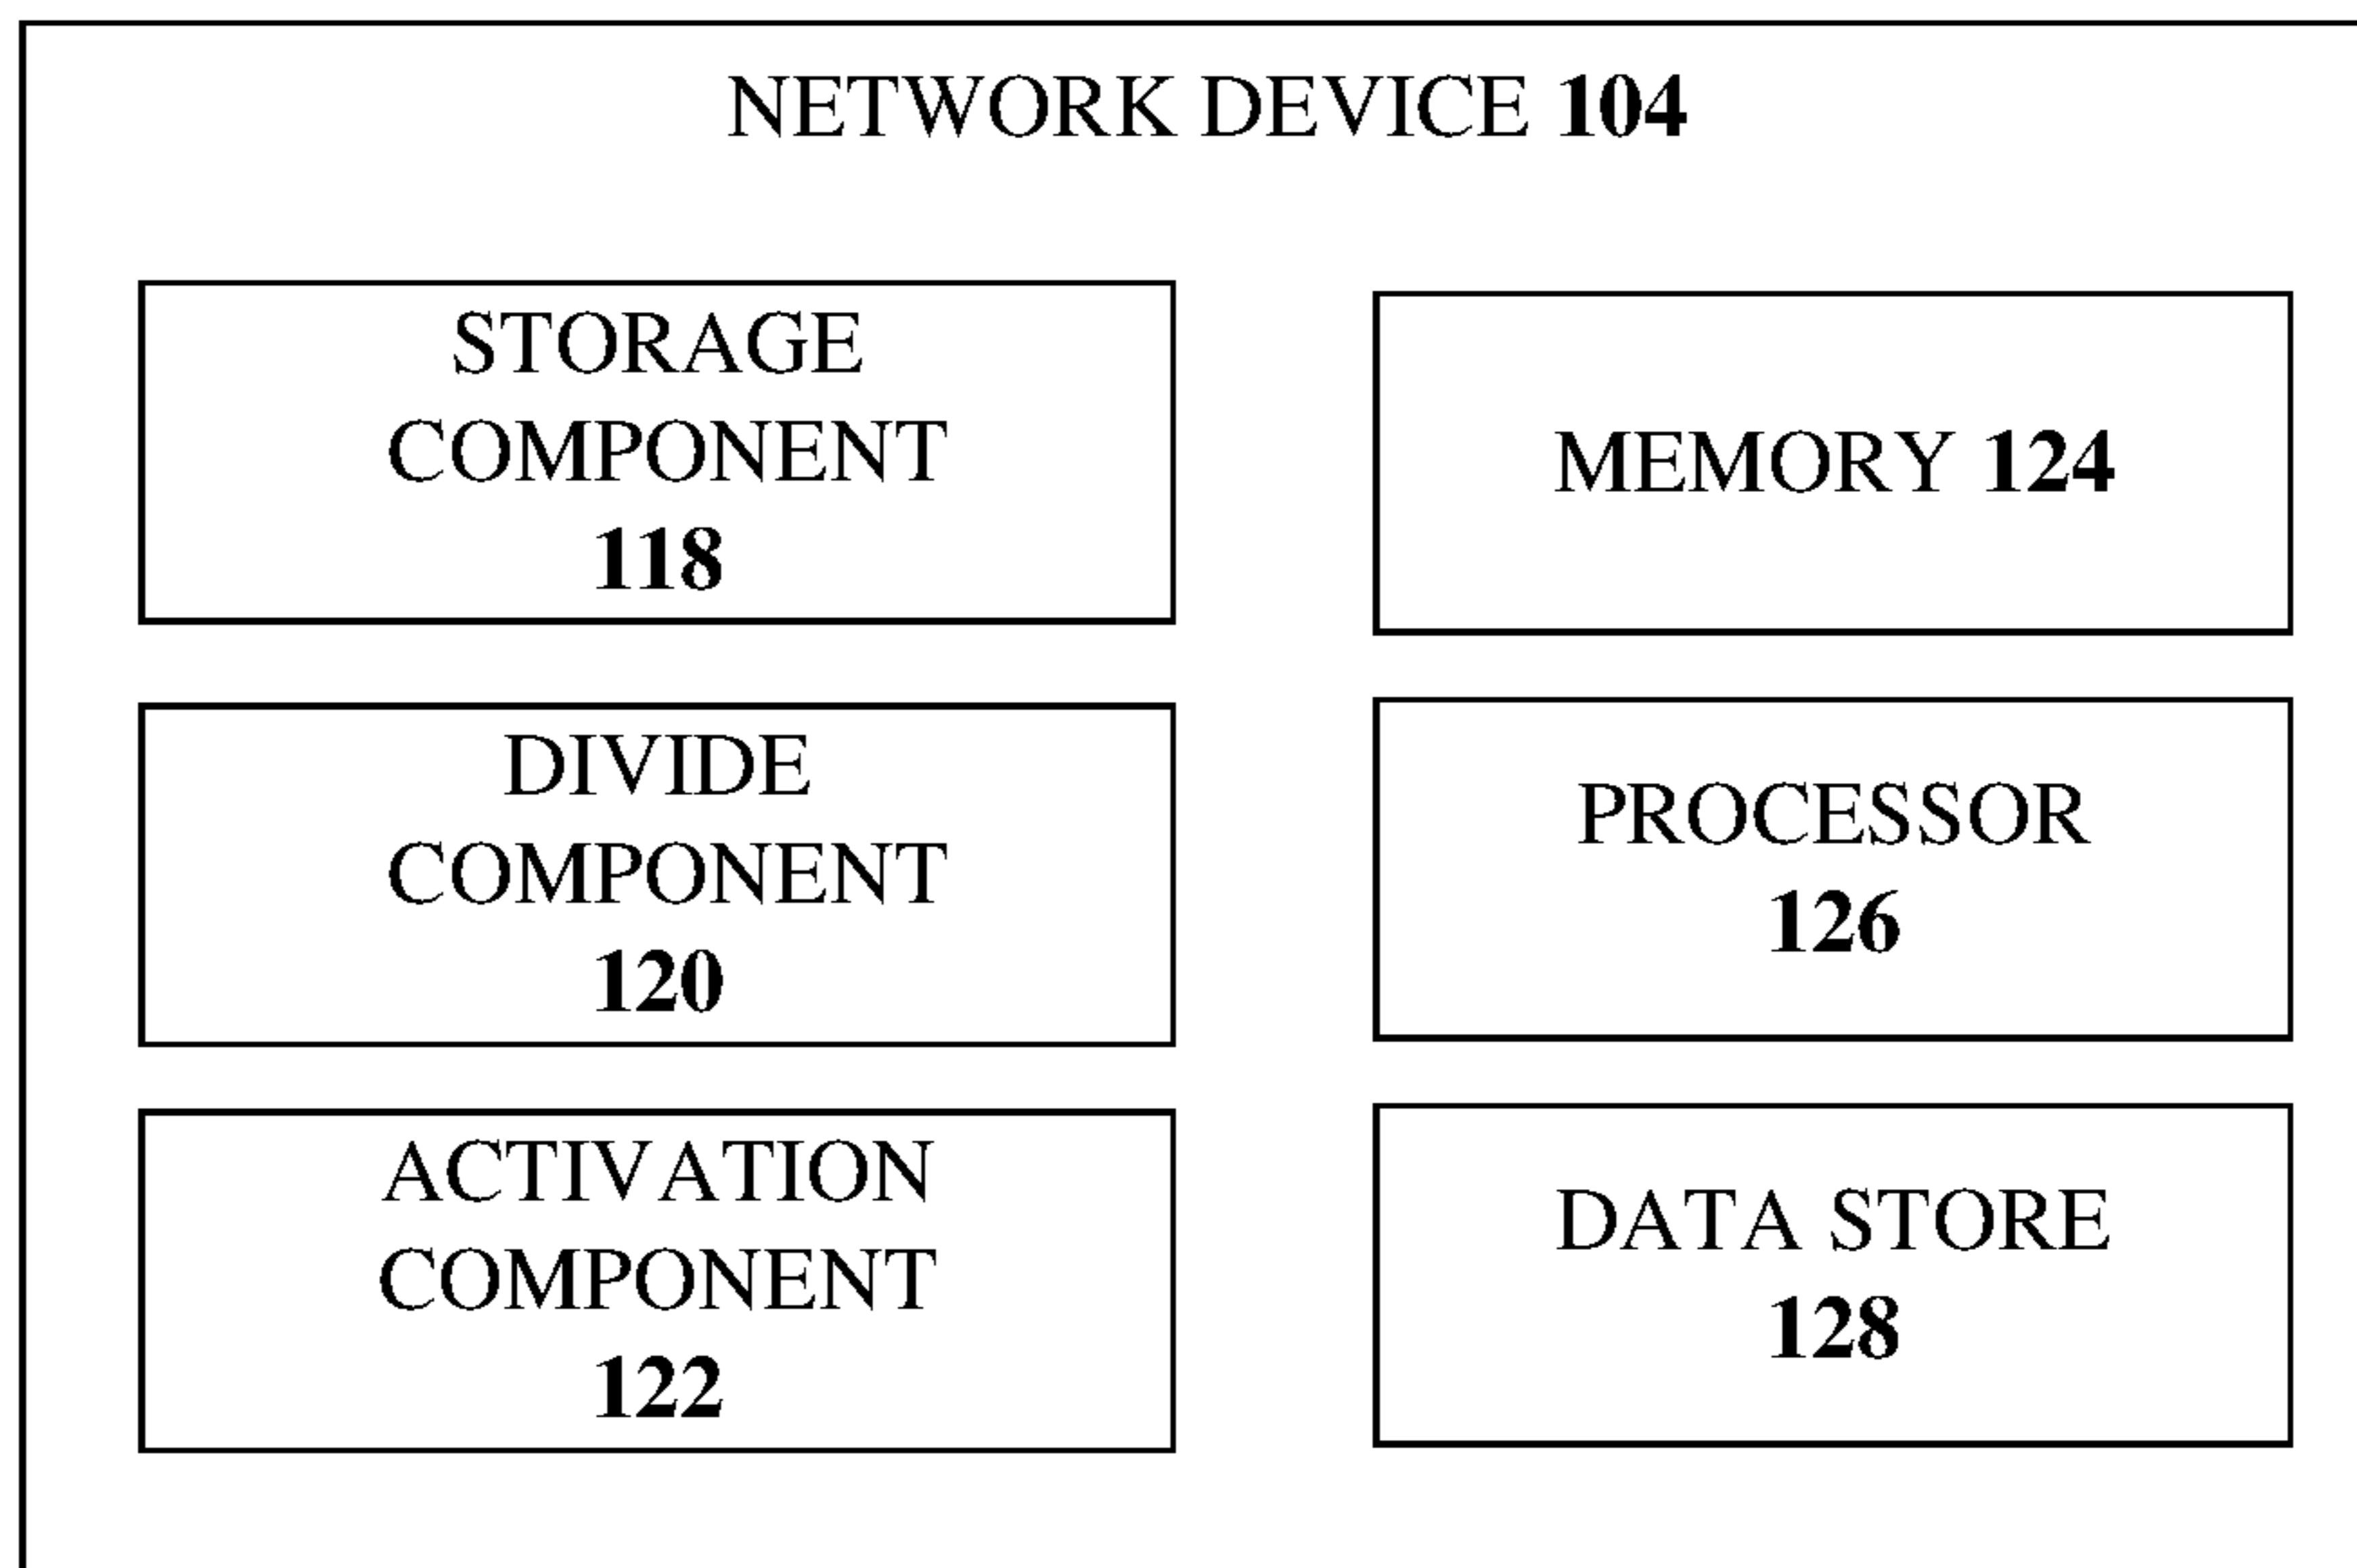 NETWORK DEVICE 104
STORAGE
COMPONENT
118
MEMORY 124
DIVIDE
COMPONENT
120
PROCESSOR
126
ACTIVATION
COMPONENT
122
DATA STORE
128